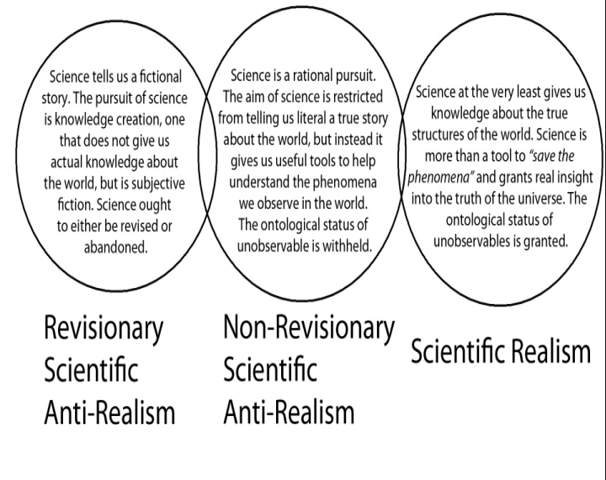 Science tells us a fictional
story. The pursuit of science
is knowledge creation, one
that does not give us
actual knowledge about
the world, but is subjective
fiction. Science ought
to either be revised or
abandoned.
Science is a rational pursuit.
The aim of science is restricted
from telling us literal a true story
about the world, but instead it
gives us useful tools to help
understand the phenomena
we observe in the world.
The ontological status of
unobservable is withheld.
Science at the very least gives us
knowledge about the true
structures of the world. Science is
more than a tool to "save the
phenomena" and grants real insight
into the truth of the universe. The
ontological status of
unobservables is granted.
Revisionary
Scientific
Anti-Realism
Non-Revisionary
Scientific
Anti-Realism
Scientific Realism